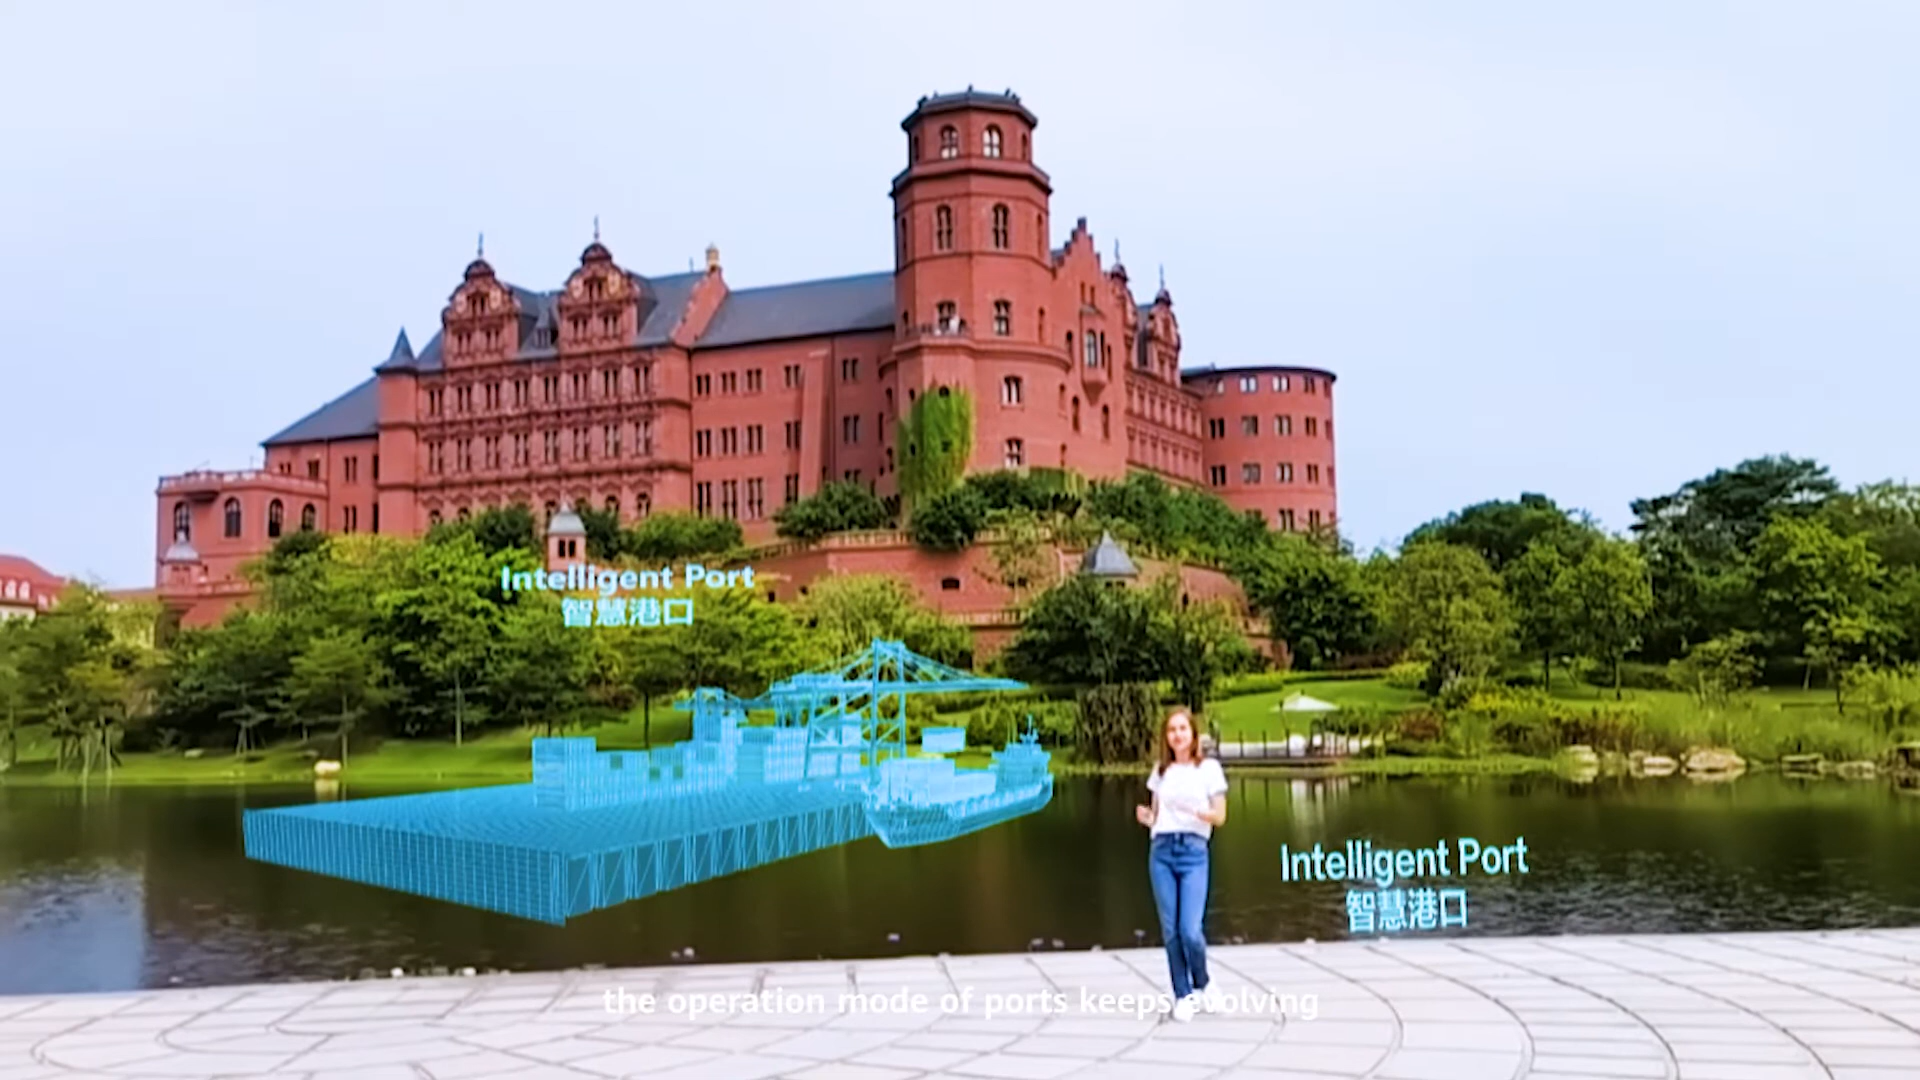 Intelligent Port
智慧港口
Intelligent Port
智慧港口
the operation mode of ports keeps evolving